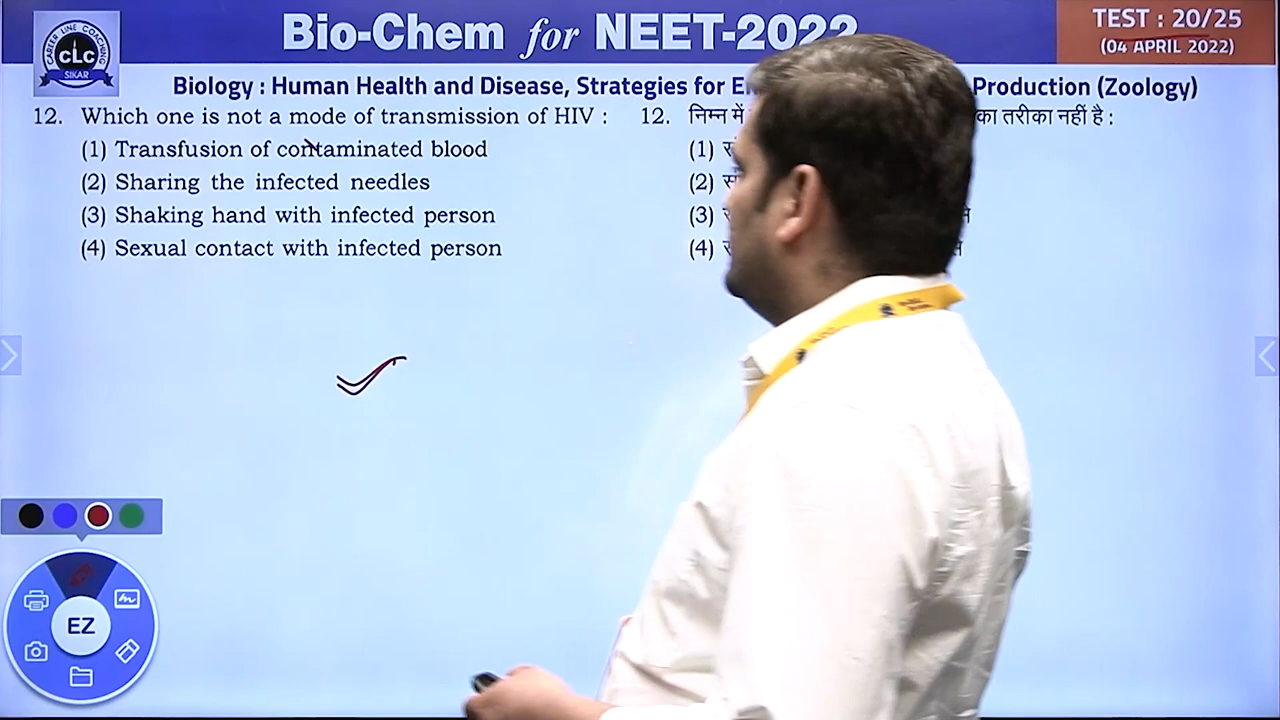 Bio-Chem for NEET-2022
TEST : 20/25
(04 APRIL 2022)
CAREER LINE COACHING
CLC
SIKAR
Biology : Human Health and Disease, Strategies for Production (Zoology)
12. Which one is not a mode of transmission of HIV :
(1) Transfusion of contaminated blood
(2) Sharing the infected needles
(3) Shaking hand with infected person
(4) Sexual contact with infected person
12. निम्न में का तरीका नहीं है :
(1)
(2)
(3)
(4)
EZ